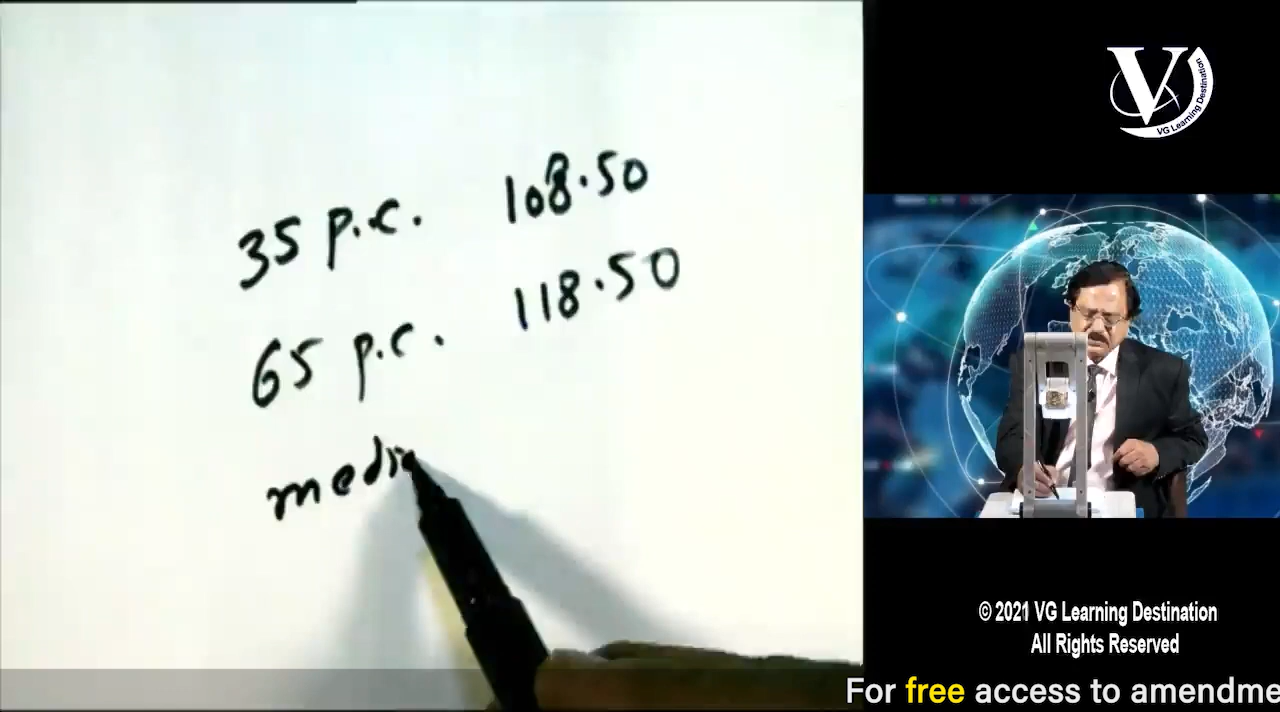 35 p.c. 108.50
65 p.c. 118.50
medi
V
VG Learning Destination
© 2021 VG Learning Destination
All Rights Reserved
For free access to amendme